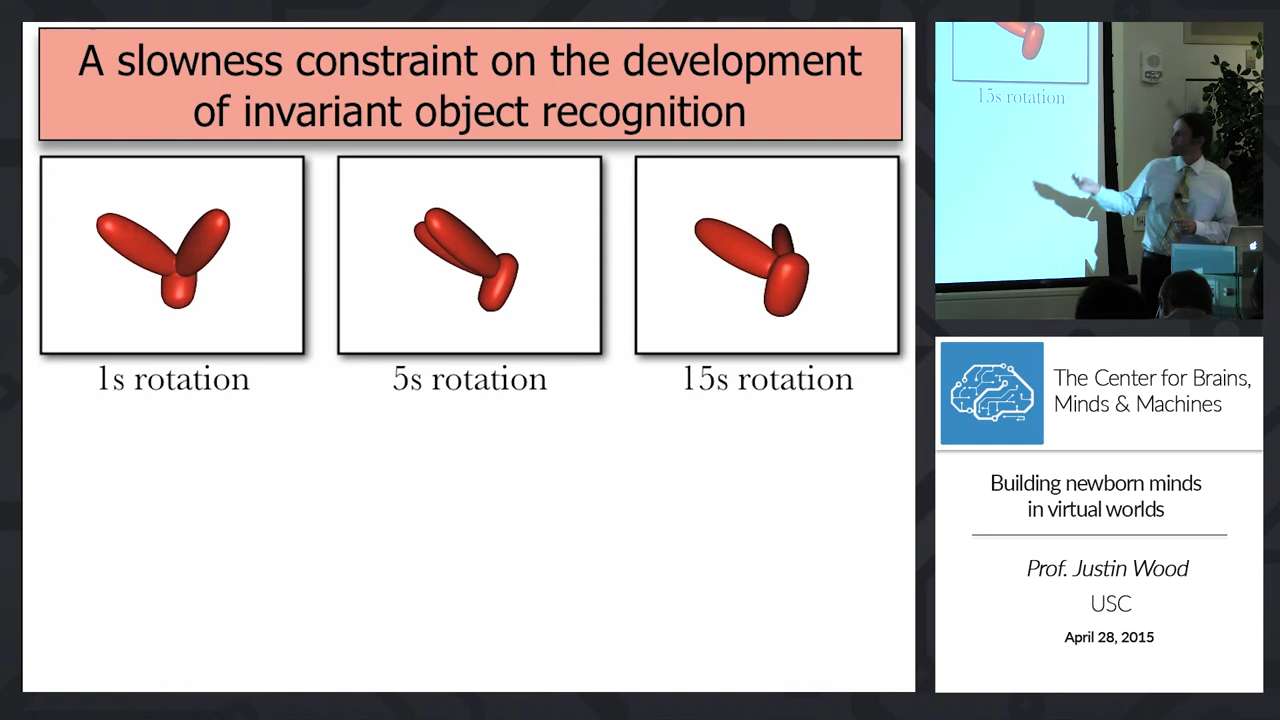 A slowness constraint on the development
of invariant object recognition
1s rotation
5s rotation
15s rotation
15s rotation
The Center for Brains,
Minds & Machines
Building newborn minds
in virtual worlds
Prof. Justin Wood
USC
April 28, 2015